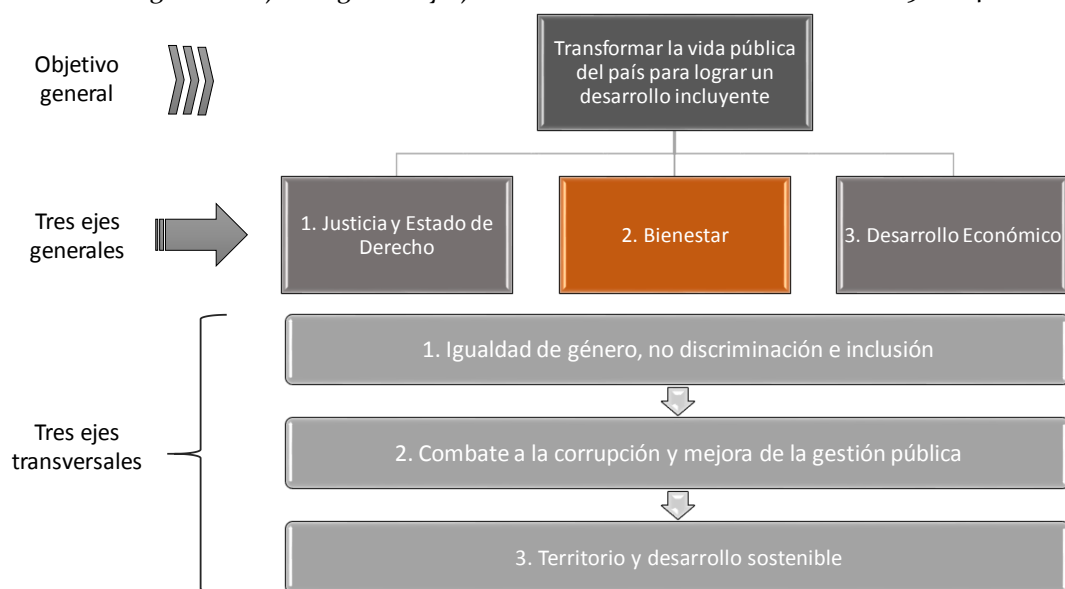 Objetivo
general
Transformar la vida pública
del país para lograr un
desarrollo incluyente
Tres ejes
generales
1. Justicia y Estado de
Derecho
2. Bienestar
3. Desarrollo Económico
Tres ejes
transversales
1. Igualdad de género, no discriminación e inclusión
2. Combate a la corrupción y mejora de la gestión pública
3. Territorio y desarrollo sostenible